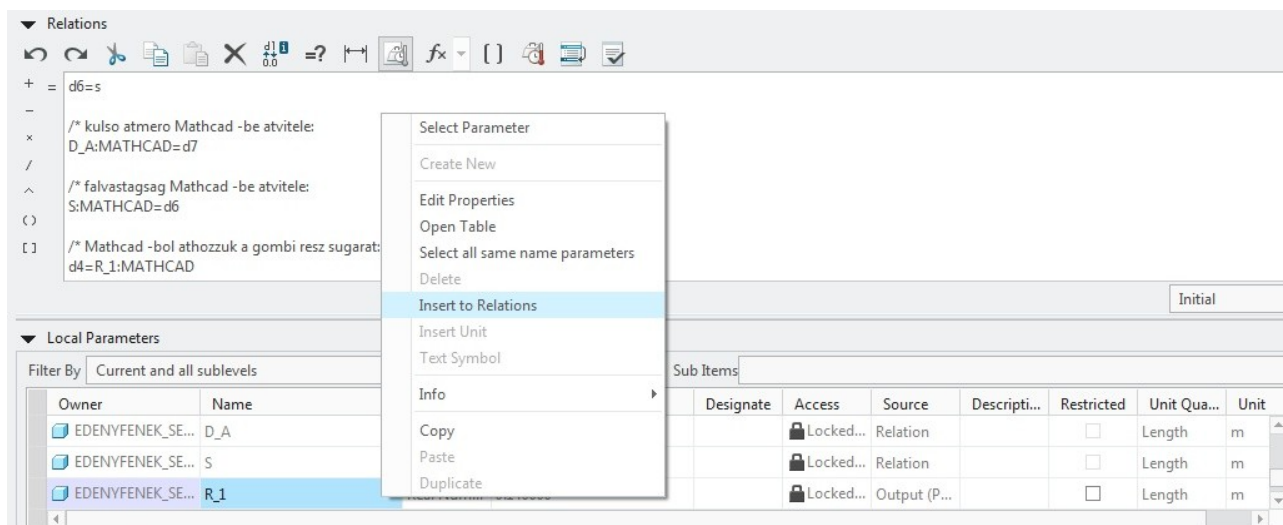 Relations
d6=s
/* kulso atmero Mathcad -be atvitele:
D_A:MATHCAD=d7
/* falvastagsag Mathcad -be atvitele:
S:MATHCAD=d6
/* Mathcad -bol athozzuk a gombi resz sugarat:
d4=R_1:MATHCAD
Select Parameter
Create New
Edit Properties
Open Table
Select all same name parameters
Delete
Insert to Relations
Insert Unit
Text Symbol
Info
Copy
Paste
Duplicate
Initial
Local Parameters
Filter By Current and all sublevels Sub Items
Owner Name Designate Access Source Descripti... Restricted Unit Qua... Unit
EDENYFENEK_SE... D_A Locked... Relation Length m
EDENYFENEK_SE... S Locked... Relation Length m
EDENYFENEK_SE... R_1 Locked... Output (P... Length m